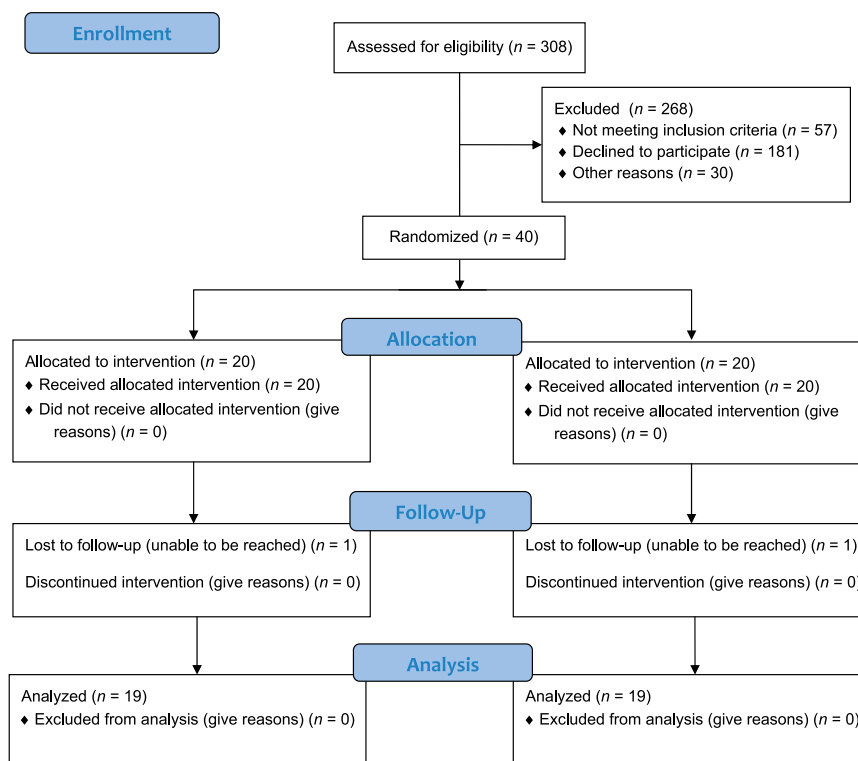 Enrollment
Assessed for eligibility (n = 308)
Excluded (n = 268)
♦ Not meeting inclusion criteria (n = 57)
♦ Declined to participate (n = 181)
♦ Other reasons (n = 30)
Randomized (n = 40)
Allocation
Allocated to intervention (n = 20)
♦ Received allocated intervention (n = 20)
♦ Did not receive allocated intervention (give
reasons) (n = 0)
Allocated to intervention (n = 20)
♦ Received allocated intervention (n = 20)
♦ Did not receive allocated intervention (give
reasons) (n = 0)
Follow-Up
Lost to follow-up (unable to be reached) (n = 1)
Discontinued intervention (give reasons) (n = 0)
Lost to follow-up (unable to be reached) (n = 1)
Discontinued intervention (give reasons) (n = 0)
Analysis
Analyzed (n = 19)
♦ Excluded from analysis (give reasons) (n = 0)
Analyzed (n = 19)
♦ Excluded from analysis (give reasons) (n = 0)